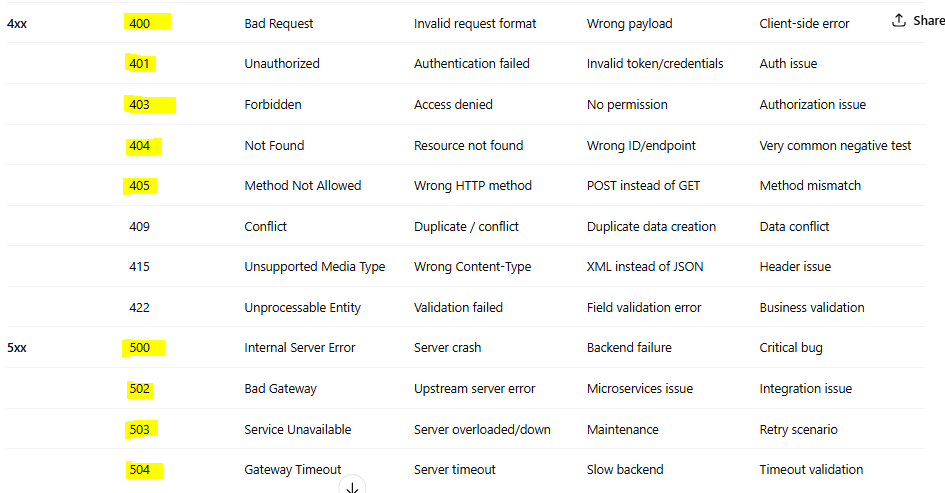 4xx 400 Bad Request Invalid request format Wrong payload Client-side error Share
401 Unauthorized Authentication failed Invalid token/credentials Auth issue
403 Forbidden Access denied No permission Authorization issue
404 Not Found Resource not found Wrong ID/endpoint Very common negative test
405 Method Not Allowed Wrong HTTP method POST instead of GET Method mismatch
409 Conflict Duplicate / conflict Duplicate data creation Data conflict
415 Unsupported Media Type Wrong Content-Type XML instead of JSON Header issue
422 Unprocessable Entity Validation failed Field validation error Business validation
5xx 500 Internal Server Error Server crash Backend failure Critical bug
502 Bad Gateway Upstream server error Microservices issue Integration issue
503 Service Unavailable Server overloaded/down Maintenance Retry scenario
504 Gateway Timeout Server timeout Slow backend Timeout validation